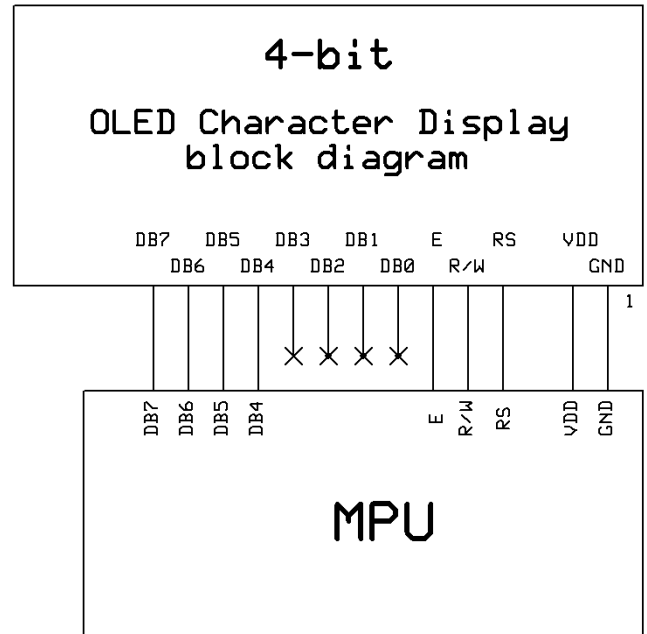 4-bit
OLED Character Display
block diagram
DB7 DB5 DB3 DB1 E RS VDD
DB6 DB4 DB2 DB0 R/W GND
1
DB7 DB6 DB5 DB4 E R/W RS VDD GND
MPU